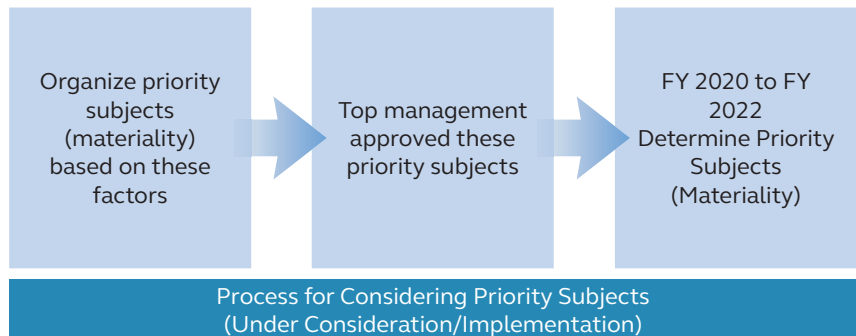 Organize priority
subjects
(materiality)
based on these
factors
Top management
approved these
priority subjects
FY 2020 to FY
2022
Determine Priority
Subjects
(Materiality)
Process for Considering Priority Subjects
(Under Consideration/Implementation)